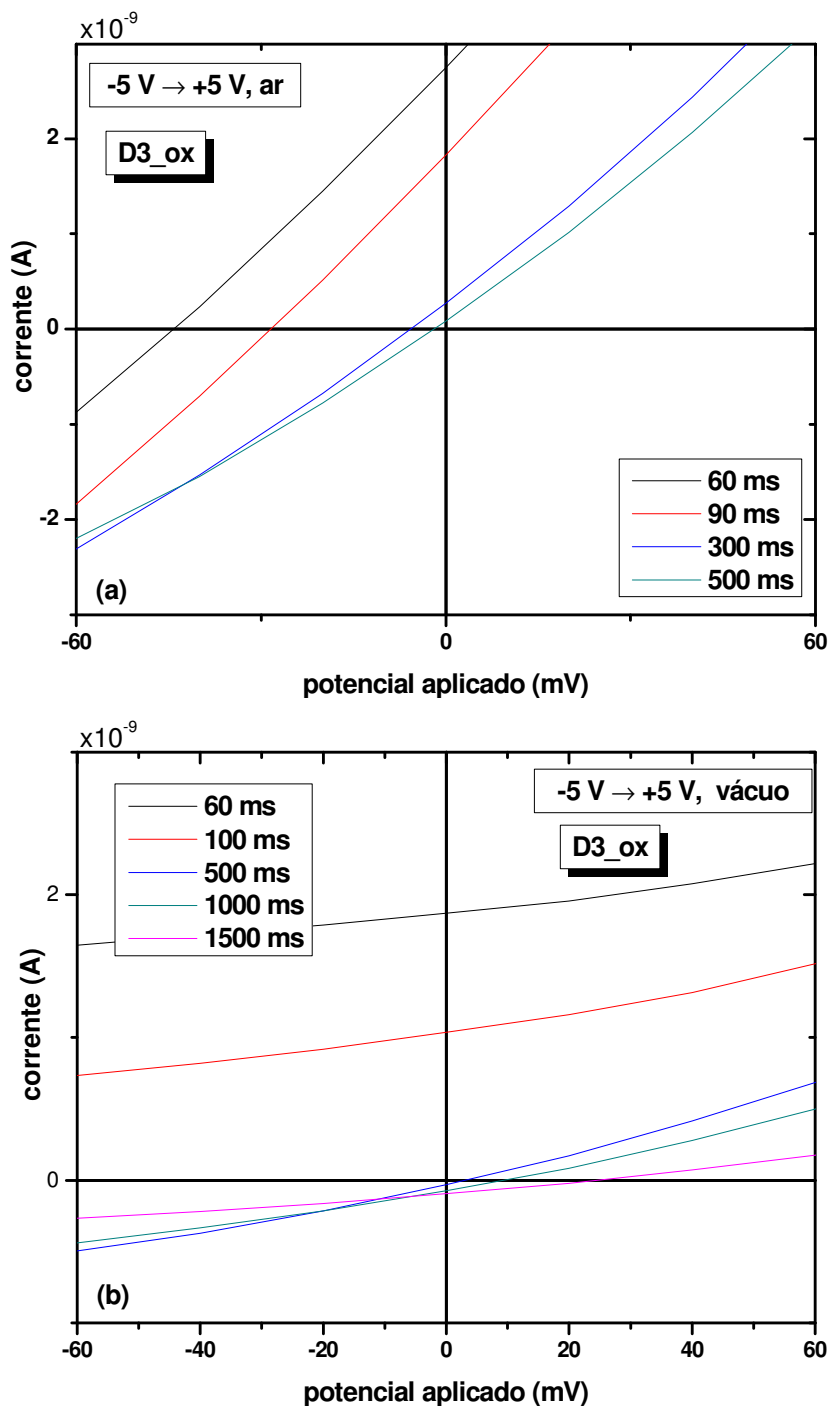 x10⁻⁹
-5 V → +5 V, ar
D3_ox
2
0
-2
corrente (A)
60 ms
90 ms
300 ms
500 ms
(a)
-60 0 60
potencial aplicado (mV)
x10⁻⁹
60 ms
100 ms
500 ms
1000 ms
1500 ms
-5 V → +5 V, vácuo
D3_ox
2
0
corrente (A)
(b)
-60 -40 -20 0 20 40 60
potencial aplicado (mV)